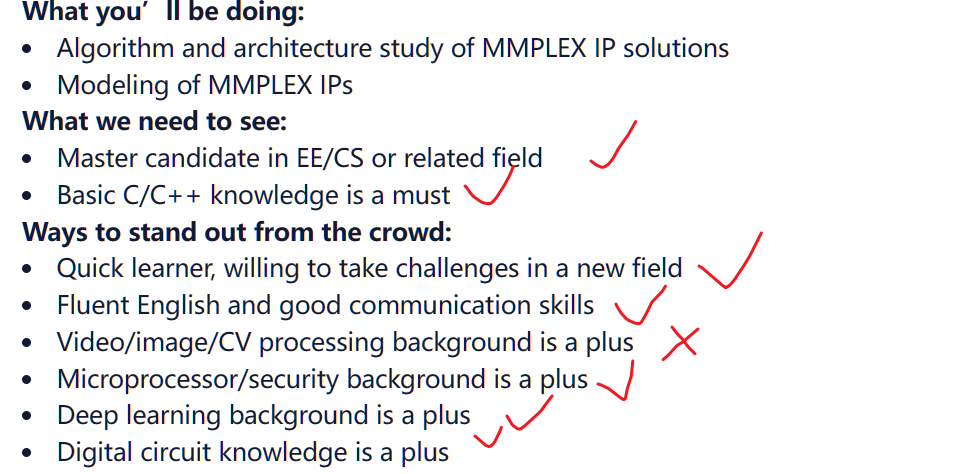 What you’ll be doing:
• Algorithm and architecture study of MMPLEX IP solutions
• Modeling of MMPLEX IPs
What we need to see:
• Master candidate in EE/CS or related field
• Basic C/C++ knowledge is a must
Ways to stand out from the crowd:
• Quick learner, willing to take challenges in a new field
• Fluent English and good communication skills
• Video/image/CV processing background is a plus
• Microprocessor/security background is a plus
• Deep learning background is a plus
• Digital circuit knowledge is a plus